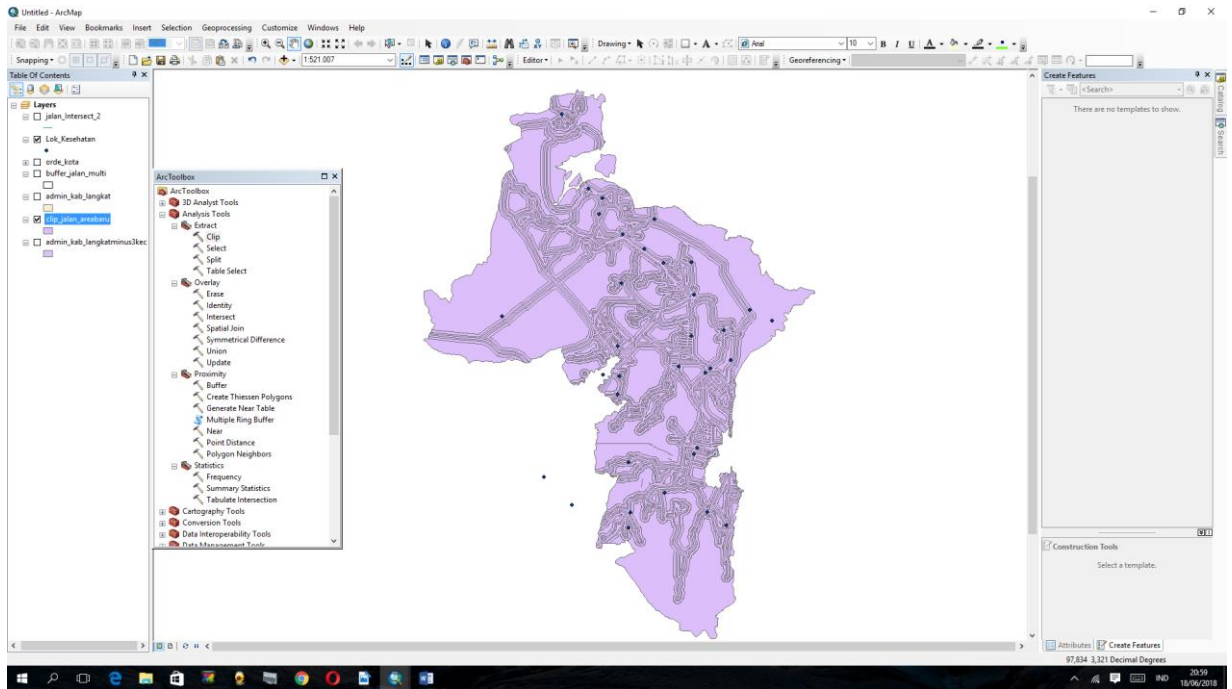 Untitled - ArcMap
File Edit View Bookmarks Insert Selection Geoprocessing Customize Windows Help
Drawing
Arial
10
B I U A
Snapping
1:521.007
Editor
Georeferencing
Table Of Contents
Layers
jalan_Intersect_2
Lok_Kesehatan
orde_kota
buffer_jalan_multi
admin_kab_langkat
clip_jalan_areabaru
admin_kab_langkatminus3kec
ArcToolbox
ArcToolbox
3D Analyst Tools
Analysis Tools
Extract
Clip
Select
Split
Table Select
Overlay
Erase
Identity
Intersect
Spatial Join
Symmetrical Difference
Union
Update
Proximity
Buffer
Create Thiessen Polygons
Generate Near Table
Multiple Ring Buffer
Near
Point Distance
Polygon Neighbors
Statistics
Frequency
Summary Statistics
Tabulate Intersection
Cartography Tools
Conversion Tools
Data Interoperability Tools
Data Management Tools
Create Features
<Search>
There are no templates to show.
Construction Tools
Select a template.
Attributes Create Features
Catalog
Search
97,834 3,321 Decimal Degrees
IND
20:59
18/06/2018